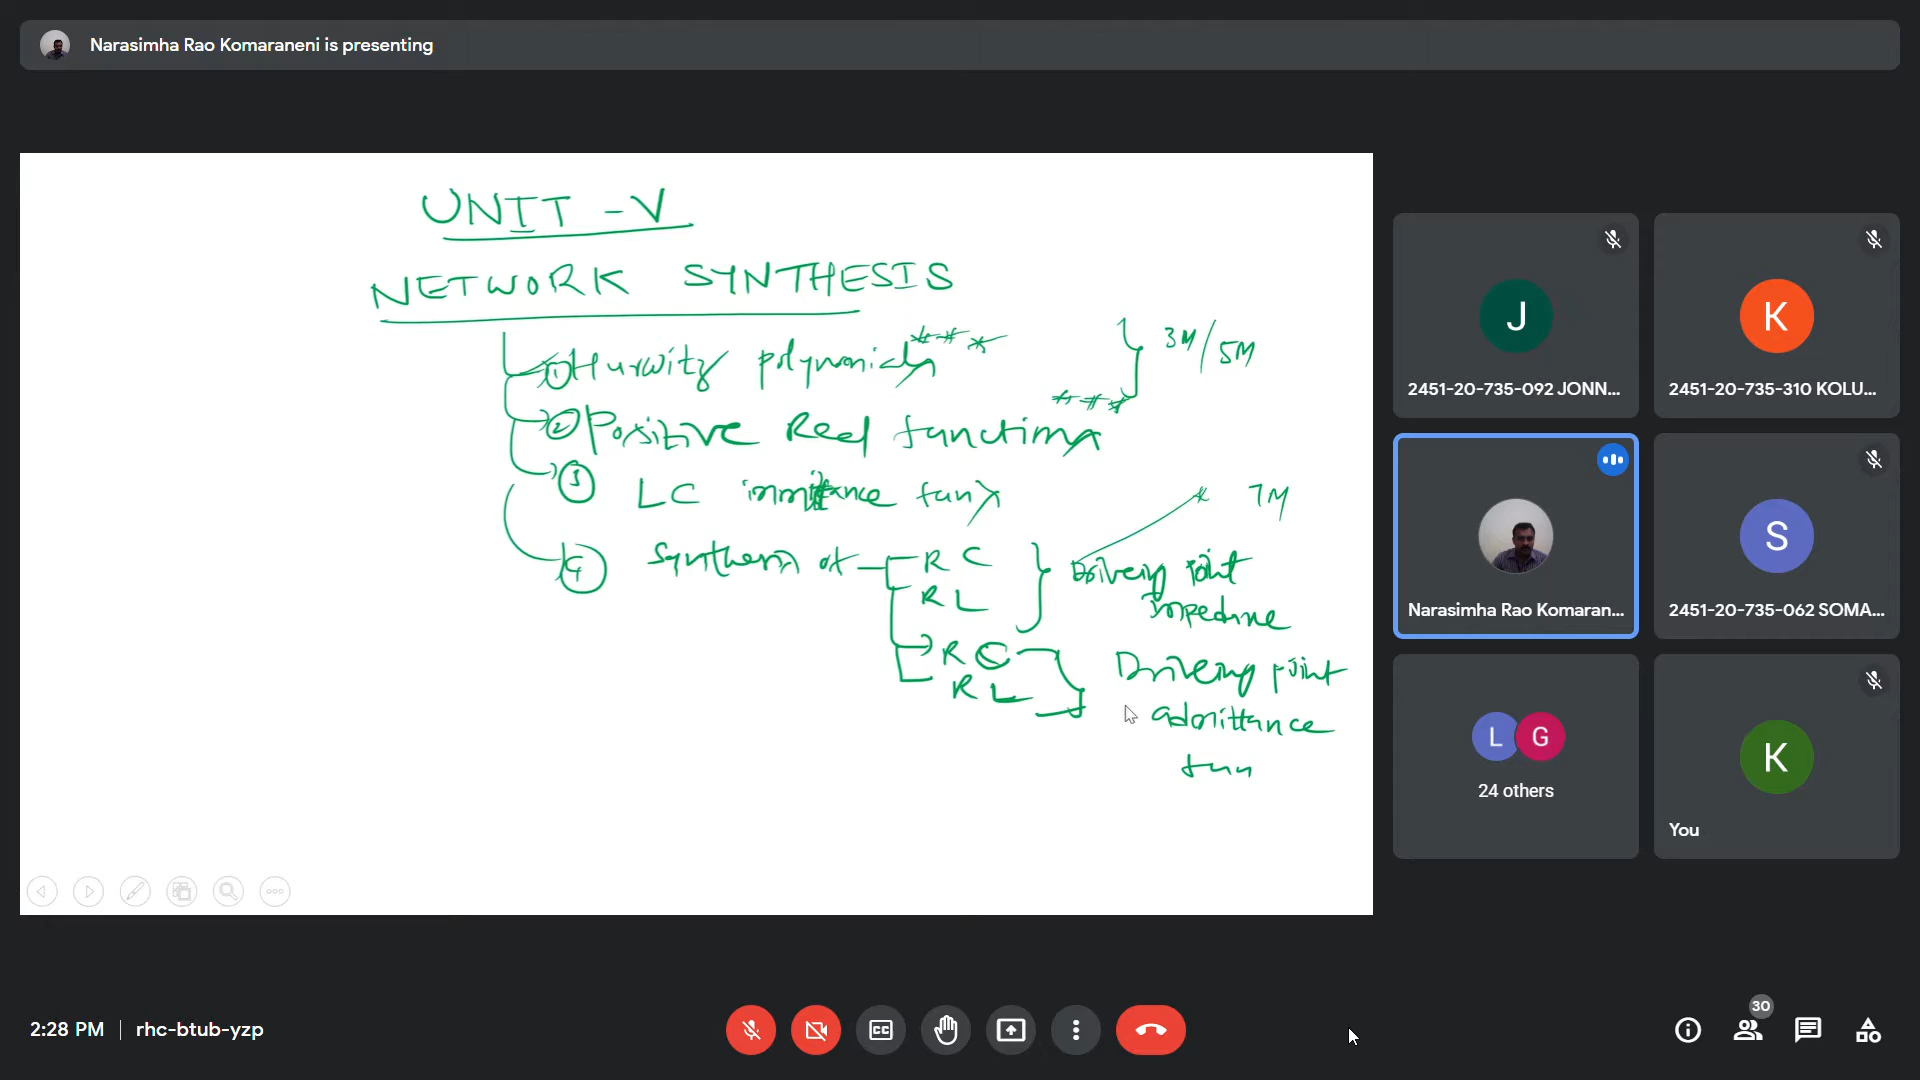 Narasimha Rao Komaraneni is presenting
UNIT - V
NETWORK SYNTHESIS
① Hurwitz polynomials ***
} 3M/5M
② Positive Real functions ***
③ LC immittance fun
* 7M
④ Synthesis of RC
RL
} Driving point
Impedance
RC
RL
Driving point
admittance
fun
J
2451-20-735-092 JONN...
K
2451-20-735-310 KOLU...
Narasimha Rao Komaran...
S
2451-20-735-062 SOMA...
L G
24 others
K
You
2:28 PM | rhc-btub-yzp
CC
30